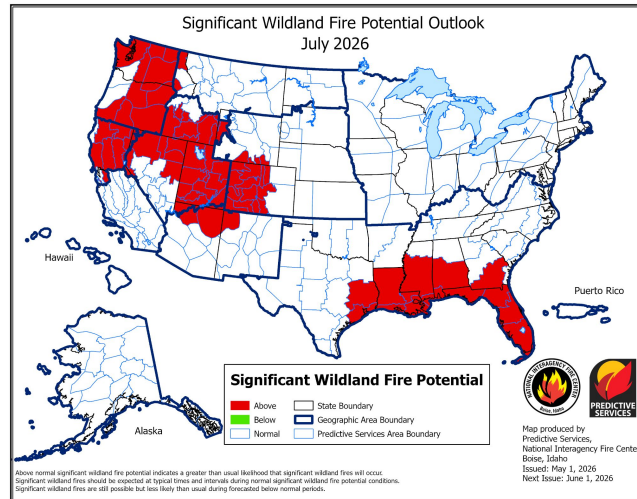 Significant Wildland Fire Potential Outlook
July 2026
Hawaii
Puerto Rico
Alaska
Significant Wildland Fire Potential
Above
Below
Normal
State Boundary
Geographic Area Boundary
Predictive Services Area Boundary
NATIONAL INTERAGENCY FIRE CENTER
Boise, Idaho
PREDICTIVE
SERVICES
Map produced by
Predictive Services,
National Interagency Fire Cente
Boise, Idaho
Issued: May 1, 2026
Next Issue: June 1, 2026
Above normal significant wildland fire potential indicates a greater than usual likelihood that significant wildland fires will occur.
Significant wildland fires should be expected at typical times and intervals during normal significant wildland fire potential conditions.
Significant wildland fires are still possible but less likely than usual during forecasted below normal periods.